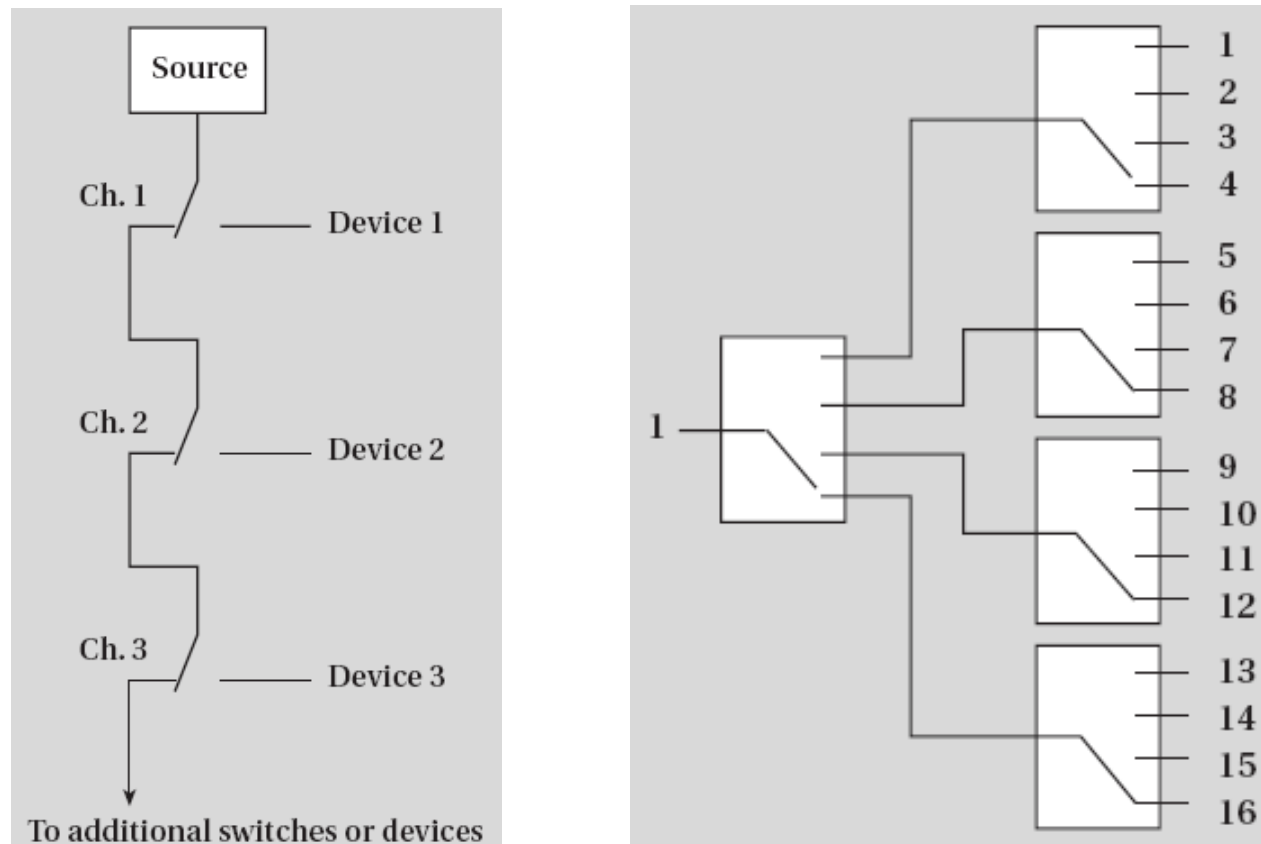 Source
Ch. 1
Device 1
Ch. 2
Device 2
Ch. 3
Device 3
To additional switches or devices
1
1
2
3
4
5
6
7
8
9
10
11
12
13
14
15
16